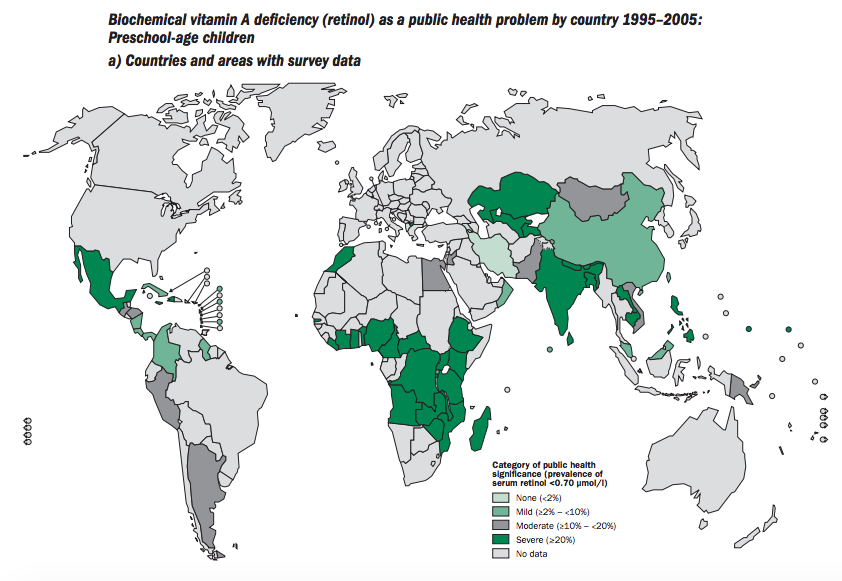 Biochemical vitamin A deficiency (retinol) as a public health problem by country 1995–2005:
Preschool-age children
a) Countries and areas with survey data
Category of public health
significance (prevalence of
serum retinol <0.70 µmol/l)
None (<2%)
Mild (≥2% – <10%)
Moderate (≥10% – <20%)
Severe (≥20%)
No data